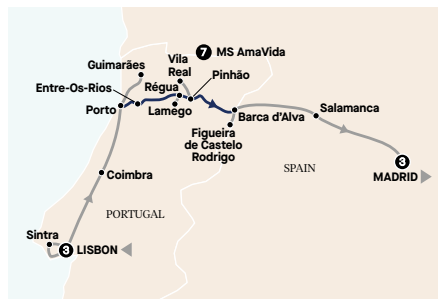 Guimarães
Vila
Real
7 MS AmaVida
Entre-Os-Rios
Régua
Pinhão
Porto
Lamego
Barca d'Alva
Salamanca
Figueira
de Castelo
Rodrigo
SPAIN
3
MADRID
Coimbra
PORTUGAL
Sintra
3 LISBON